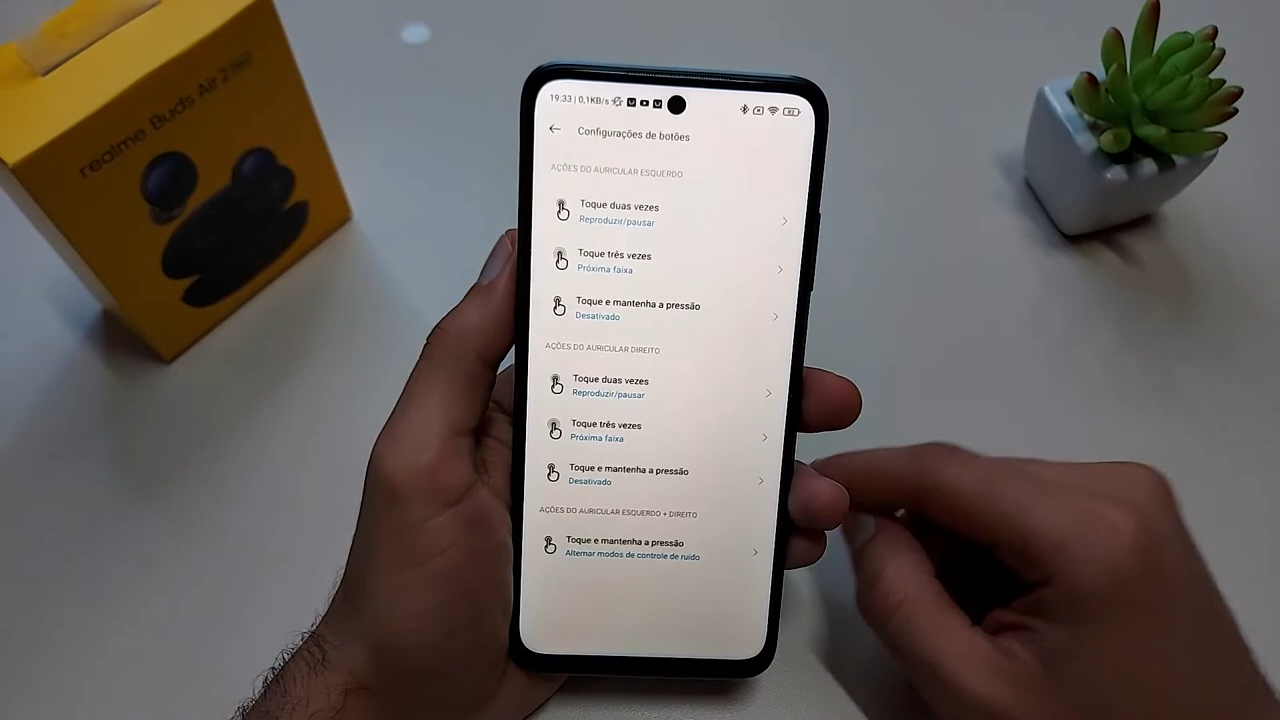 realme Buds Air 2
19:33 | 0,1KB/s
82
Configurações de botões
AÇÕES DO AURICULAR ESQUERDO
Toque duas vezes
Reproduzir/pausar
Toque três vezes
Próxima faixa
Toque e mantenha a pressão
Desativado
AÇÕES DO AURICULAR DIREITO
Toque duas vezes
Reproduzir/pausar
Toque três vezes
Próxima faixa
Toque e mantenha a pressão
Desativado
AÇÕES DO AURICULAR ESQUERDO + DIREITO
Toque e mantenha a pressão
Alternar modos de controle de ruído